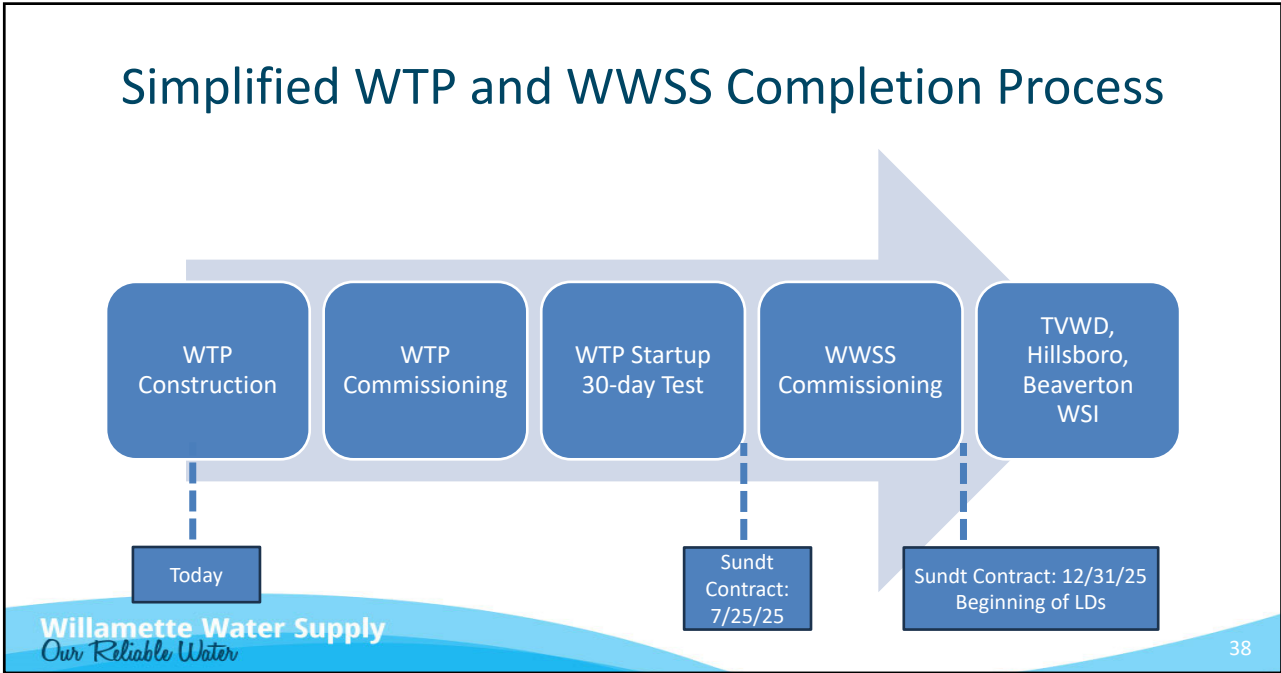 Simplified WTP and WWSS Completion Process
WTP
Construction
WTP
Commissioning
WTP Startup
30-day Test
WWSS
Commissioning
TVWD,
Hillsboro,
Beaverton
WSI
Today
Sundt
Contract:
7/25/25
Sundt Contract: 12/31/25
Beginning of LDs
Willamette Water Supply
Our Reliable Water
38